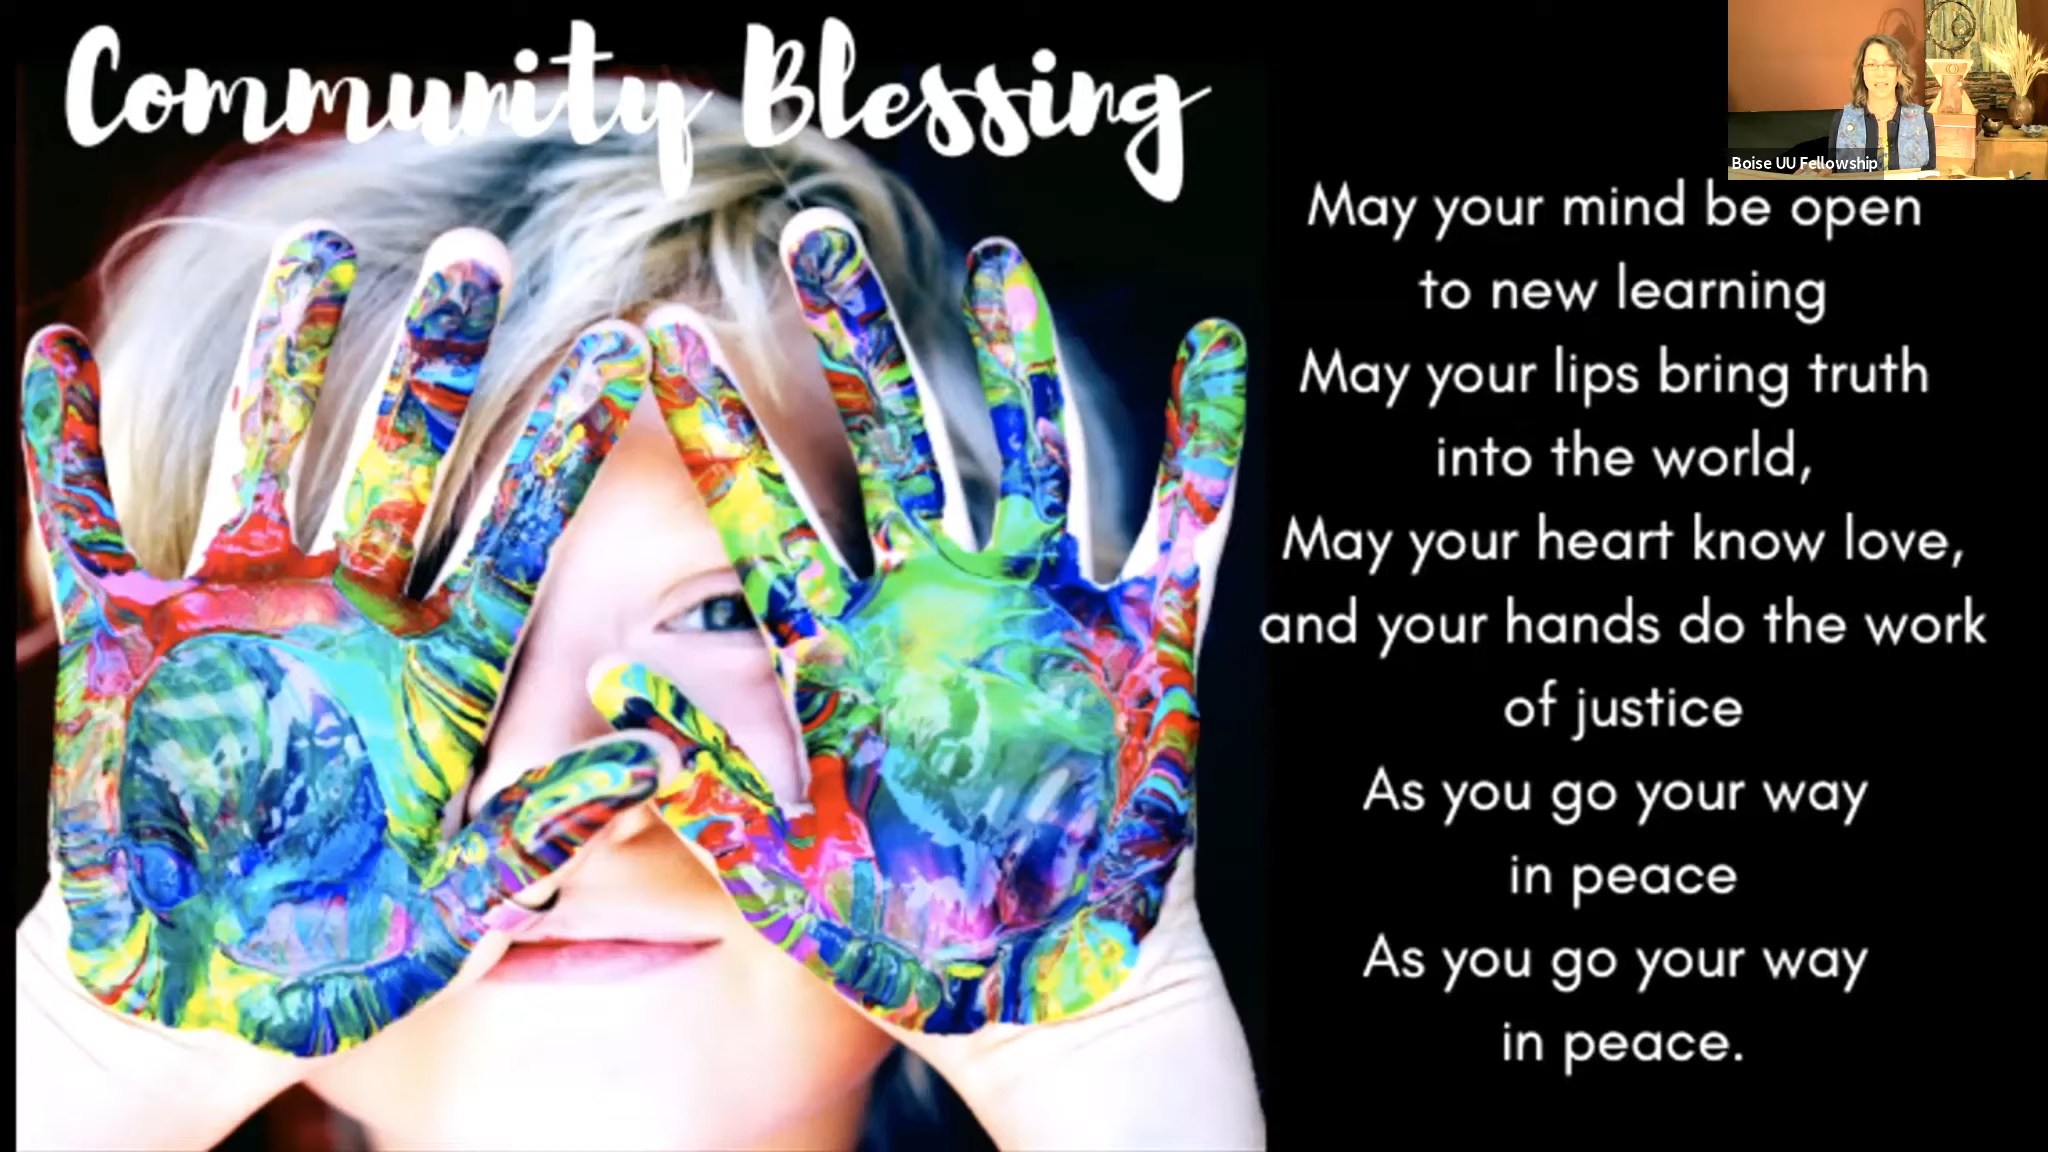 Community Blessing
Boise UU Fellowship
May your mind be open
to new learning
May your lips bring truth
into the world,
May your heart know love,
and your hands do the work
of justice
As you go your way
in peace
As you go your way
in peace.